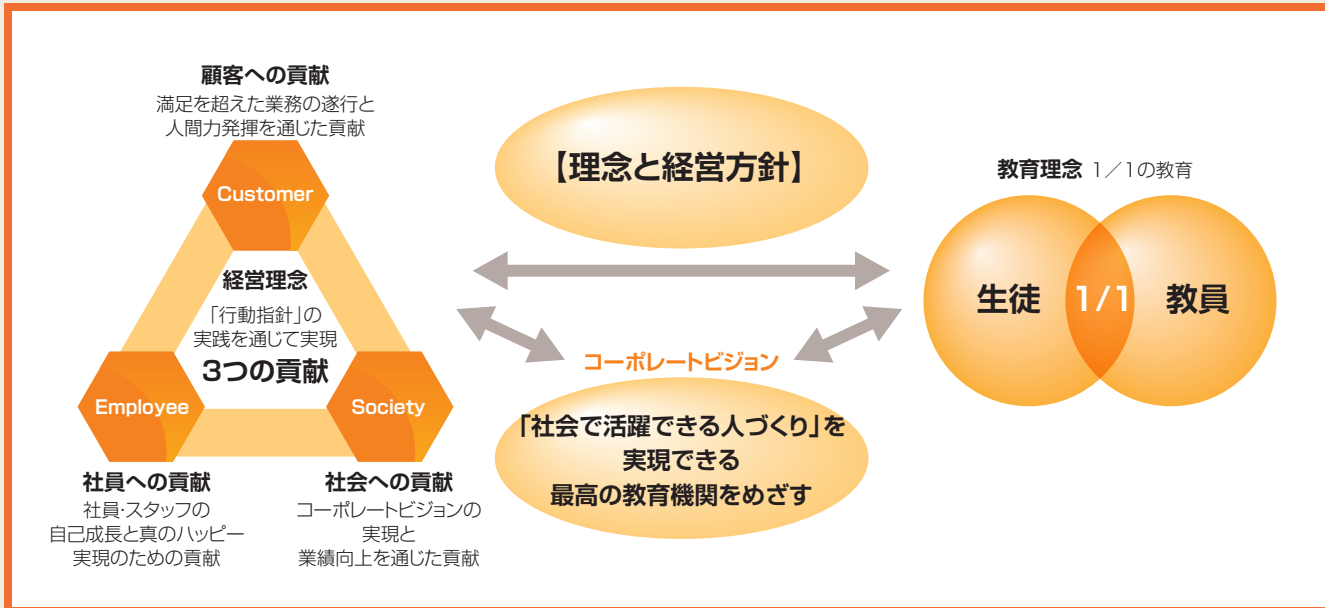 顧客への貢献
満足を超えた業務の遂行と
人間力発揮を通じた貢献
Customer
経営理念
「行動指針」の
実践を通じて実現
3つの貢献
Employee
Society
社員への貢献
社員・スタッフの
自己成長と真のハッピー
実現のための貢献
社会への貢献
コーポレートビジョンの
実現と
業績向上を通じた貢献
【理念と経営方針】
コーポレートビジョン
「社会で活躍できる人づくり」を
実現できる
最高の教育機関をめざす
教育理念 1／1の教育
生徒 1/1 教員